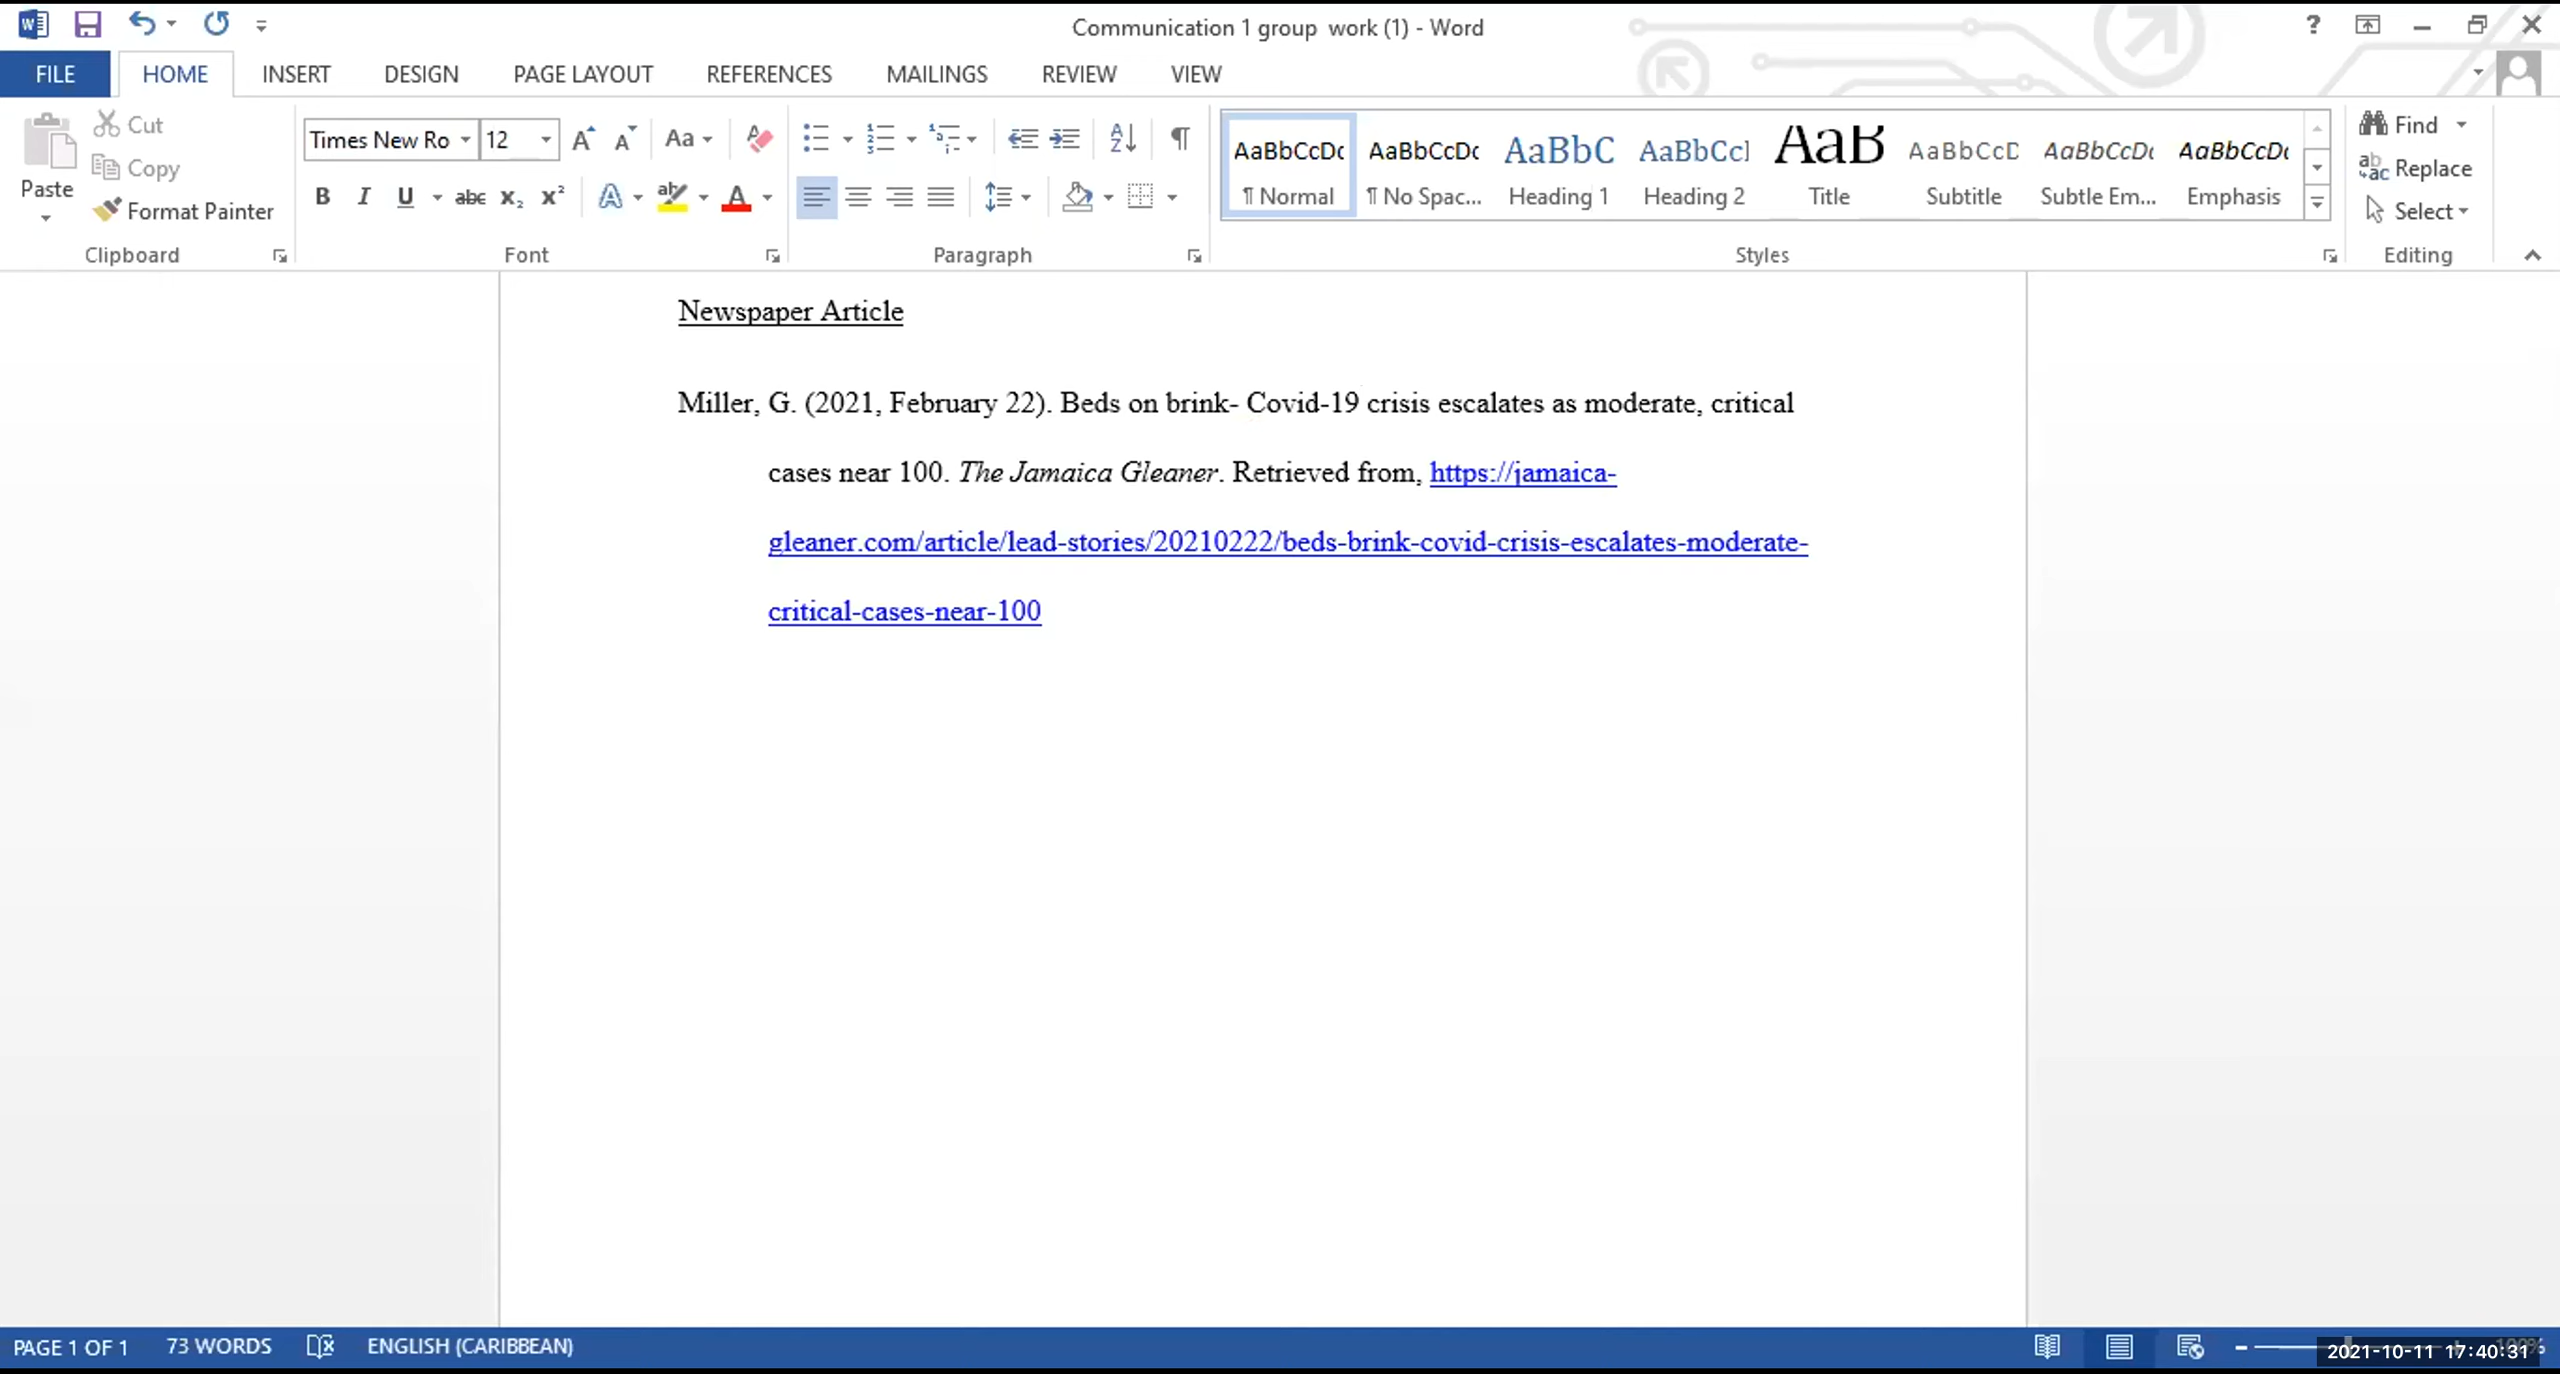 Communication 1 group work (1) - Word
FILE HOME INSERT DESIGN PAGE LAYOUT REFERENCES MAILINGS REVIEW VIEW
Paste
Cut
Copy
Format Painter
Clipboard
Times New Ro 12
Font
Paragraph
AaBbCcDc AaBbCcDc AaBbC AaBbCcI AaB AaBbCcD AaBbCcDc AaBbCcDc
¶ Normal ¶ No Spac... Heading 1 Heading 2 Title Subtitle Subtle Em... Emphasis
Styles
Find
Replace
Select
Editing
Newspaper Article
Miller, G. (2021, February 22). Beds on brink- Covid-19 crisis escalates as moderate, critical
cases near 100. The Jamaica Gleaner. Retrieved from, https://jamaica-
gleaner.com/article/lead-stories/20210222/beds-brink-covid-crisis-escalates-moderate-
critical-cases-near-100
PAGE 1 OF 1 73 WORDS ENGLISH (CARIBBEAN)
2021-10-11 17:40:31